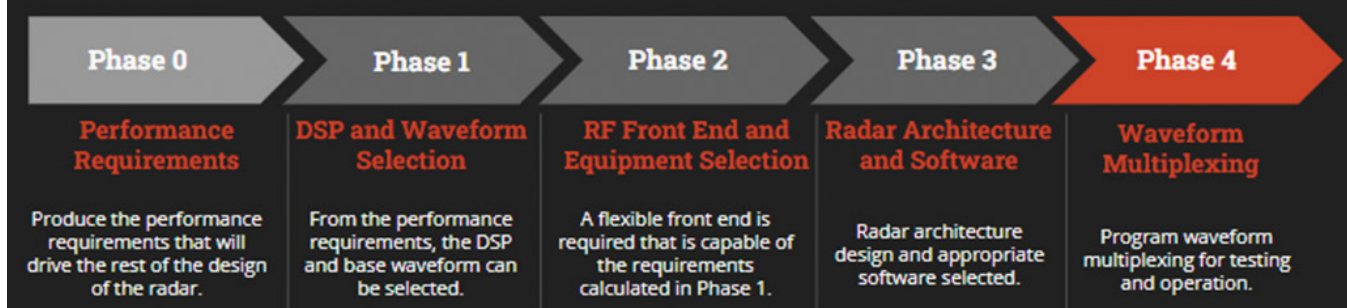 Phase 0
Phase 1
Phase 2
Phase 3
Phase 4
Performance
Requirements
Produce the performance
requirements that will
drive the rest of the design
of the radar.
DSP and Waveform
Selection
From the performance
requirements, the DSP
and base waveform can
be selected.
RF Front End and
Equipment Selection
A flexible front end is
required that is capable of
the requirements
calculated in Phase 1.
Radar Architecture
and Software
Radar architecture
design and appropriate
software selected.
Waveform
Multiplexing
Program waveform
multiplexing for testing
and operation.